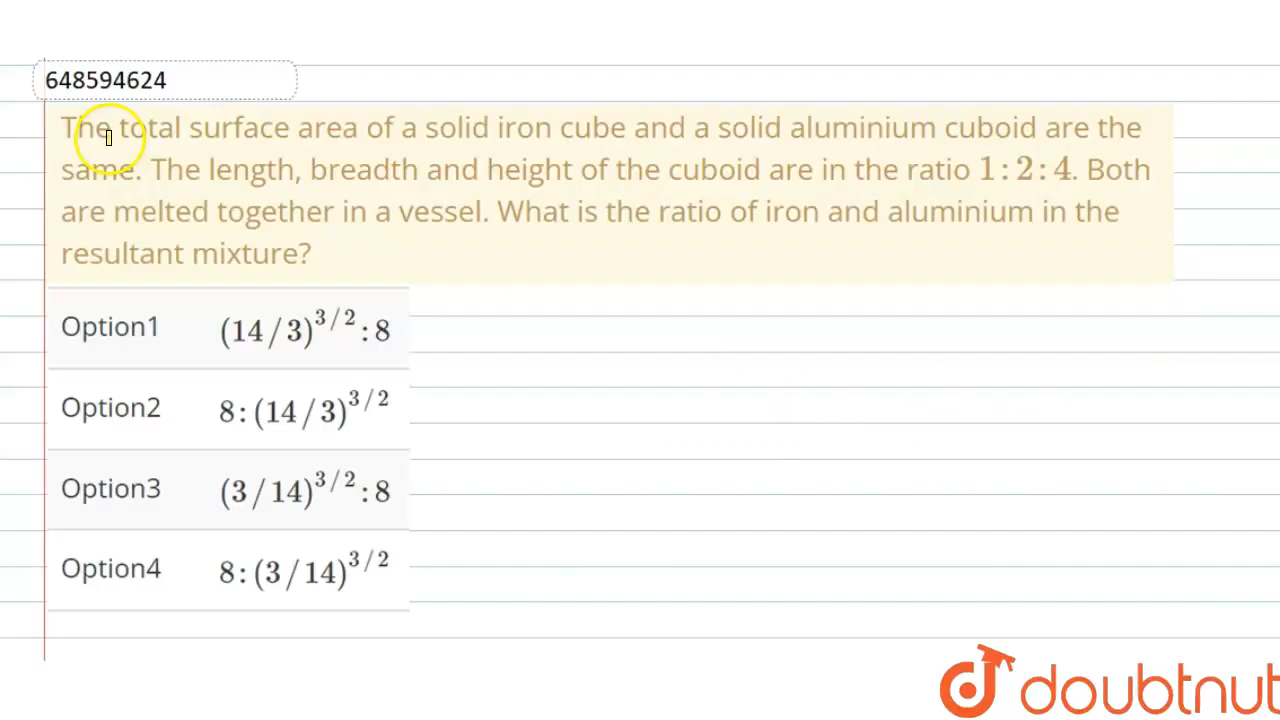 648594624
The total surface area of a solid iron cube and a solid aluminium cuboid are the
same. The length, breadth and height of the cuboid are in the ratio 1 : 2 : 4. Both
are melted together in a vessel. What is the ratio of iron and aluminium in the
resultant mixture?
Option1 (14/3)^{3/2} : 8
Option2 8 : (14/3)^{3/2}
Option3 (3/14)^{3/2} : 8
Option4 8 : (3/14)^{3/2}
doubtnut